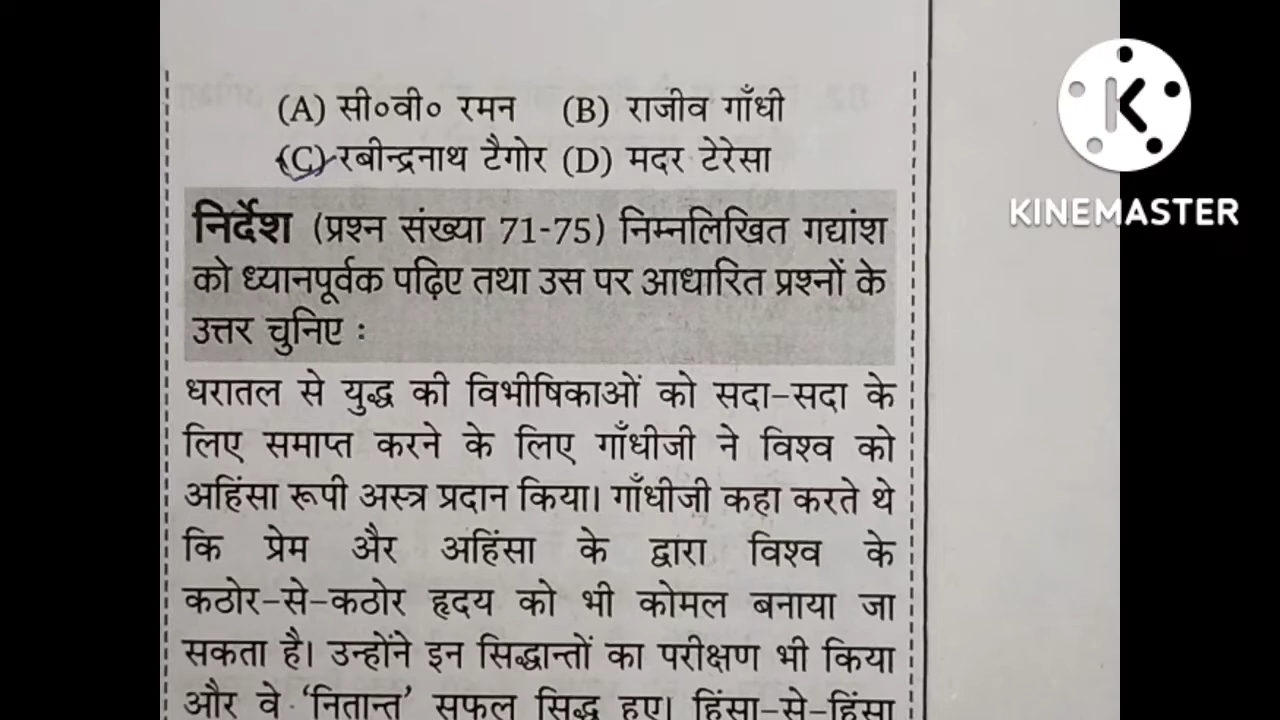 (A) सी०वी० रमन (B) राजीव गाँधी
(C) रबीन्द्रनाथ टैगोर (D) मदर टेरेसा
निर्देश (प्रश्न संख्या 71-75) निम्नलिखित गद्यांश
को ध्यानपूर्वक पढ़िए तथा उस पर आधारित प्रश्नों के
उत्तर चुनिए :
धरातल से युद्ध की विभीषिकाओं को सदा-सदा के
लिए समाप्त करने के लिए गाँधीजी ने विश्व को
अहिंसा रूपी अस्त्र प्रदान किया। गाँधीजी कहा करते थे
कि प्रेम अैर अहिंसा के द्वारा विश्व के
कठोर-से-कठोर हृदय को भी कोमल बनाया जा
सकता है। उन्होंने इन सिद्धान्तों का परीक्षण भी किया
और वे 'नितान्त' सफल सिद्ध हुए। हिंसा-से-हिंसा
KINEMASTER